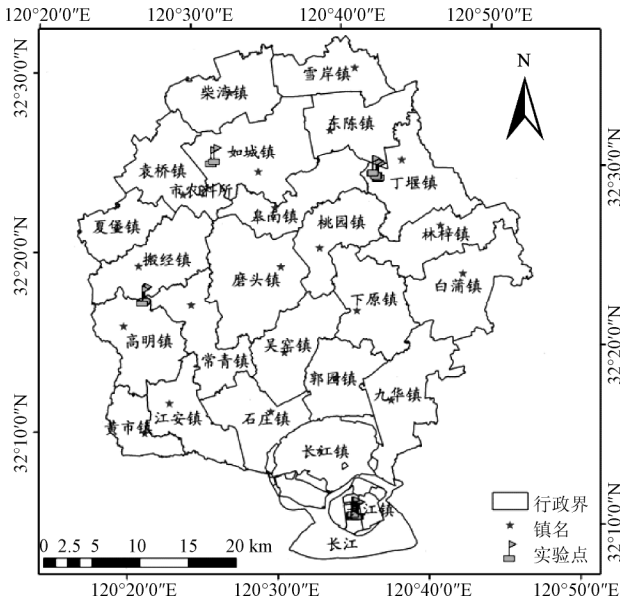 120°20′0″E 120°30′0″E 120°40′0″E 120°50′0″E
32°30′0″N
32°20′0″N
32°10′0″N
32°30′0″N
32°20′0″N
32°10′0″N
N
雪岸镇
柴湾镇
东陈镇
如城镇
袁桥镇
丁堰镇
市农科所
皋南镇
桃园镇
夏堡镇
林梓镇
搬经镇
磨头镇
白蒲镇
下原镇
高明镇
吴窑镇
常青镇
郭园镇
九华镇
黄市镇
江安镇
石庄镇
长江镇
江镇
长江
行政界
镇名
实验点
0 2.5 5 10 15 20 km
120°20′0″E 120°30′0″E 120°40′0″E 120°50′0″E